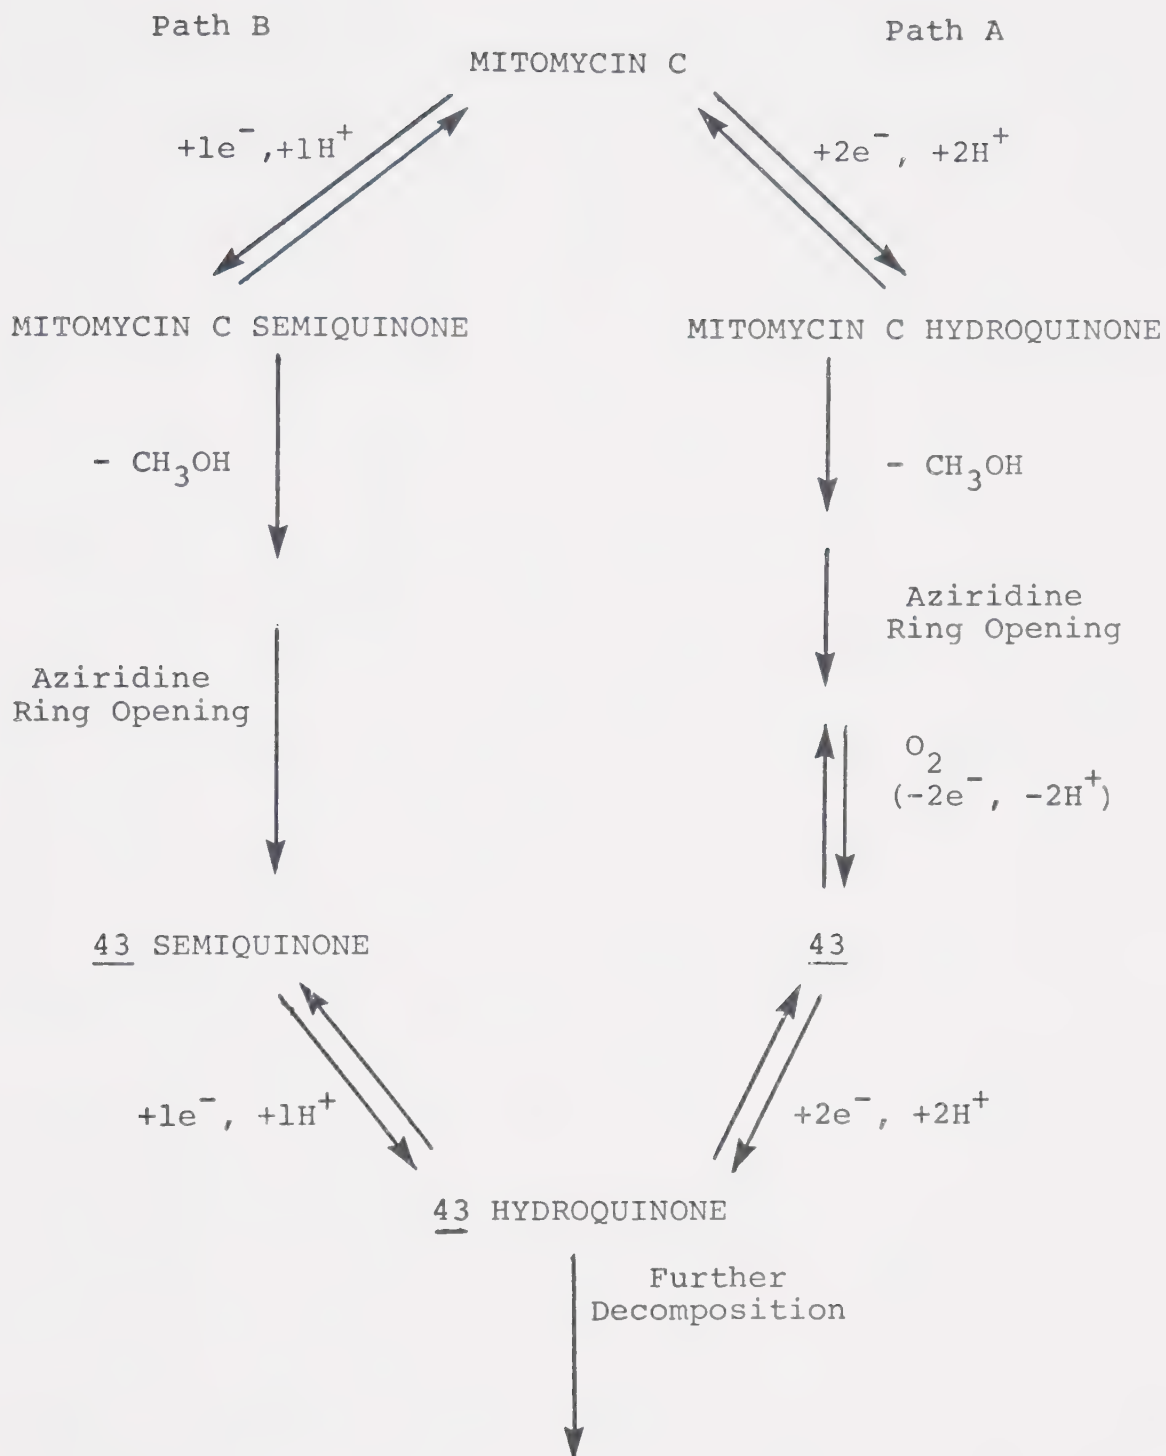 Path B
Path A
MITOMYCIN C
+1e⁻,+1H⁺
+2e⁻, +2H⁺
MITOMYCIN C SEMIQUINONE
MITOMYCIN C HYDROQUINONE
- CH₃OH
- CH₃OH
Aziridine
Ring Opening
Aziridine
Ring Opening
O₂
(-2e⁻, -2H⁺)
43 SEMIQUINONE
43
+1e⁻, +1H⁺
+2e⁻, +2H⁺
43 HYDROQUINONE
Further
Decomposition